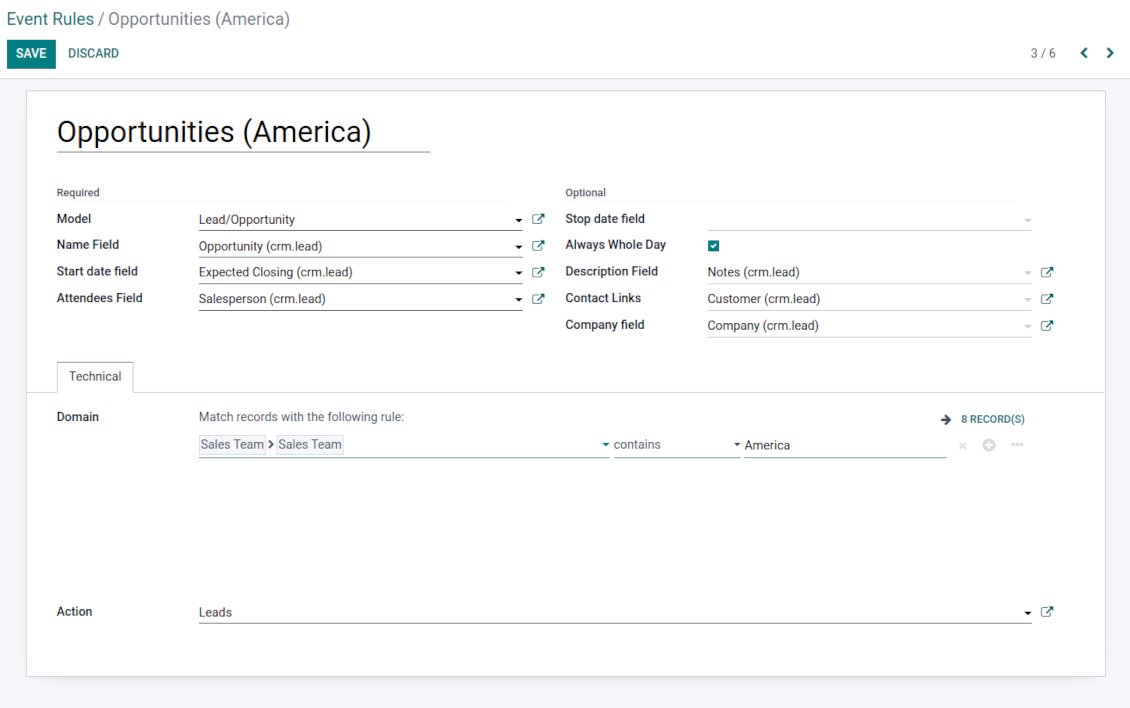 Event Rules / Opportunities (America)
SAVE DISCARD 3 / 6
Opportunities (America)
Required
Model Lead/Opportunity
Name Field Opportunity (crm.lead)
Start date field Expected Closing (crm.lead)
Attendees Field Salesperson (crm.lead)
Optional
Stop date field
Always Whole Day
Description Field Notes (crm.lead)
Contact Links Customer (crm.lead)
Company field Company (crm.lead)
Technical
Domain Match records with the following rule: 8 RECORD(S)
Sales Team > Sales Team contains America
Action Leads